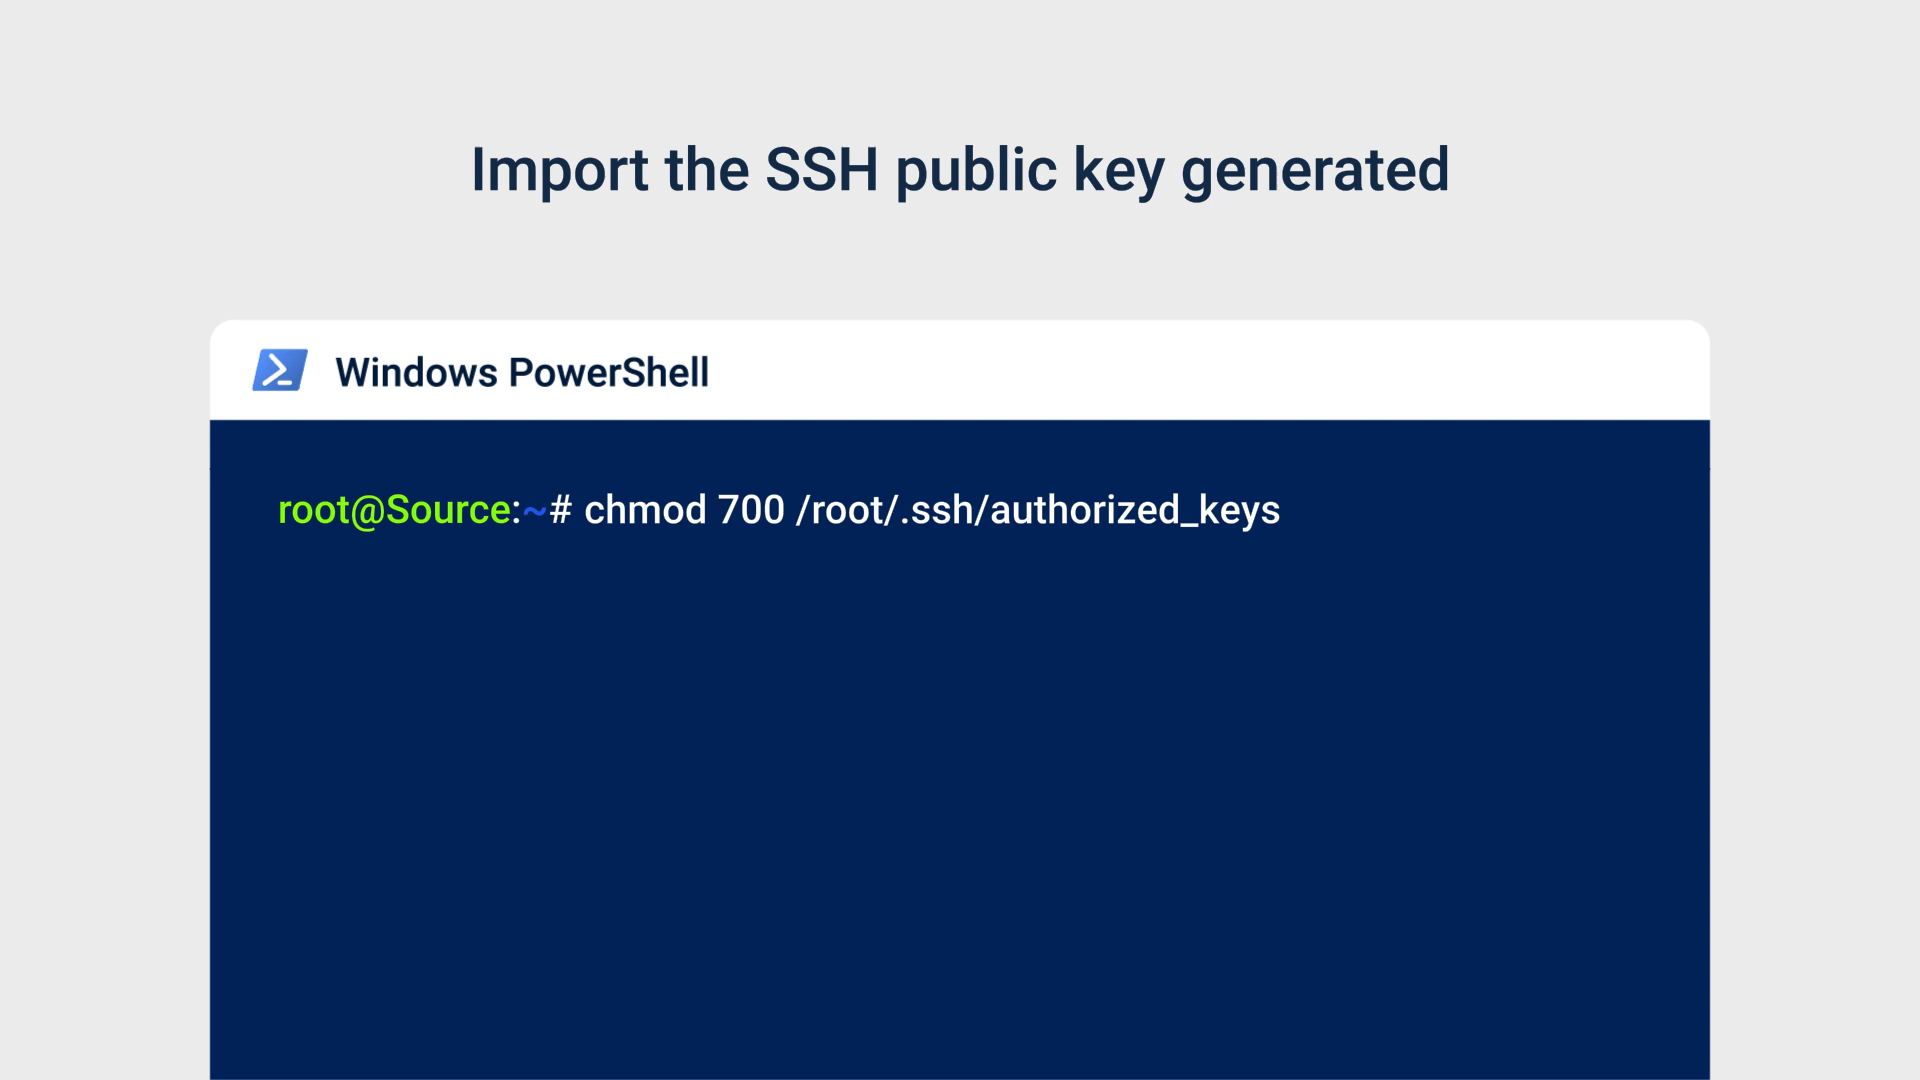 Import the SSH public key generated
Windows PowerShell
root@Source:~# chmod 700 /root/.ssh/authorized_keys